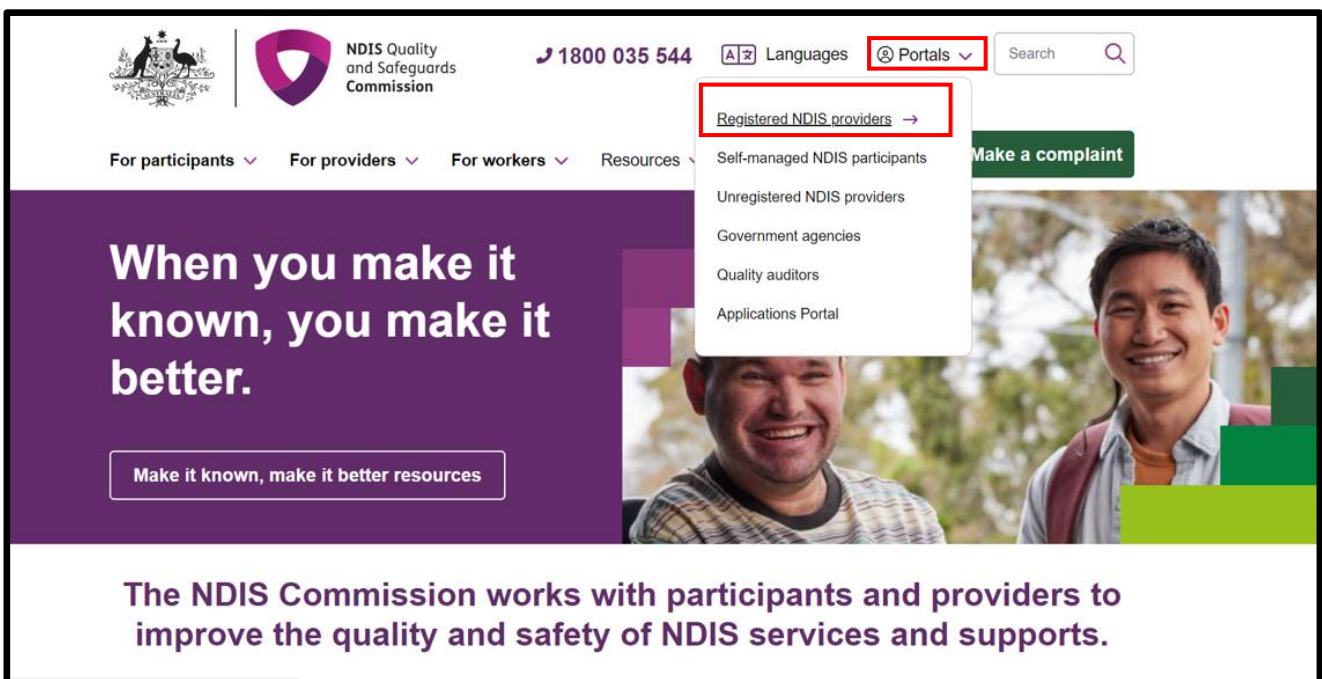 NDIS Quality
and Safeguards
Commission
1800 035 544
Languages
Portals
Search
Registered NDIS providers →
Self-managed NDIS participants
Unregistered NDIS providers
Government agencies
Quality auditors
Applications Portal
For participants
For providers
For workers
Resources
Make a complaint
When you make it
known, you make it
better.
Make it known, make it better resources
The NDIS Commission works with participants and providers to
improve the quality and safety of NDIS services and supports.